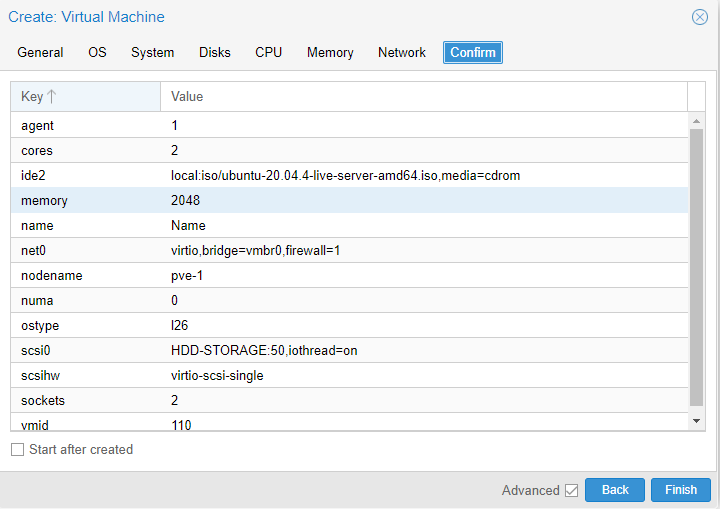 Create: Virtual Machine
General OS System Disks CPU Memory Network Confirm
Key Value
agent 1
cores 2
ide2 local:iso/ubuntu-20.04.4-live-server-amd64.iso,media=cdrom
memory 2048
name Name
net0 virtio,bridge=vmbr0,firewall=1
nodename pve-1
numa 0
ostype l26
scsi0 HDD-STORAGE:50,iothread=on
scsihw virtio-scsi-single
sockets 2
vmid 110
Start after created
Advanced Back Finish